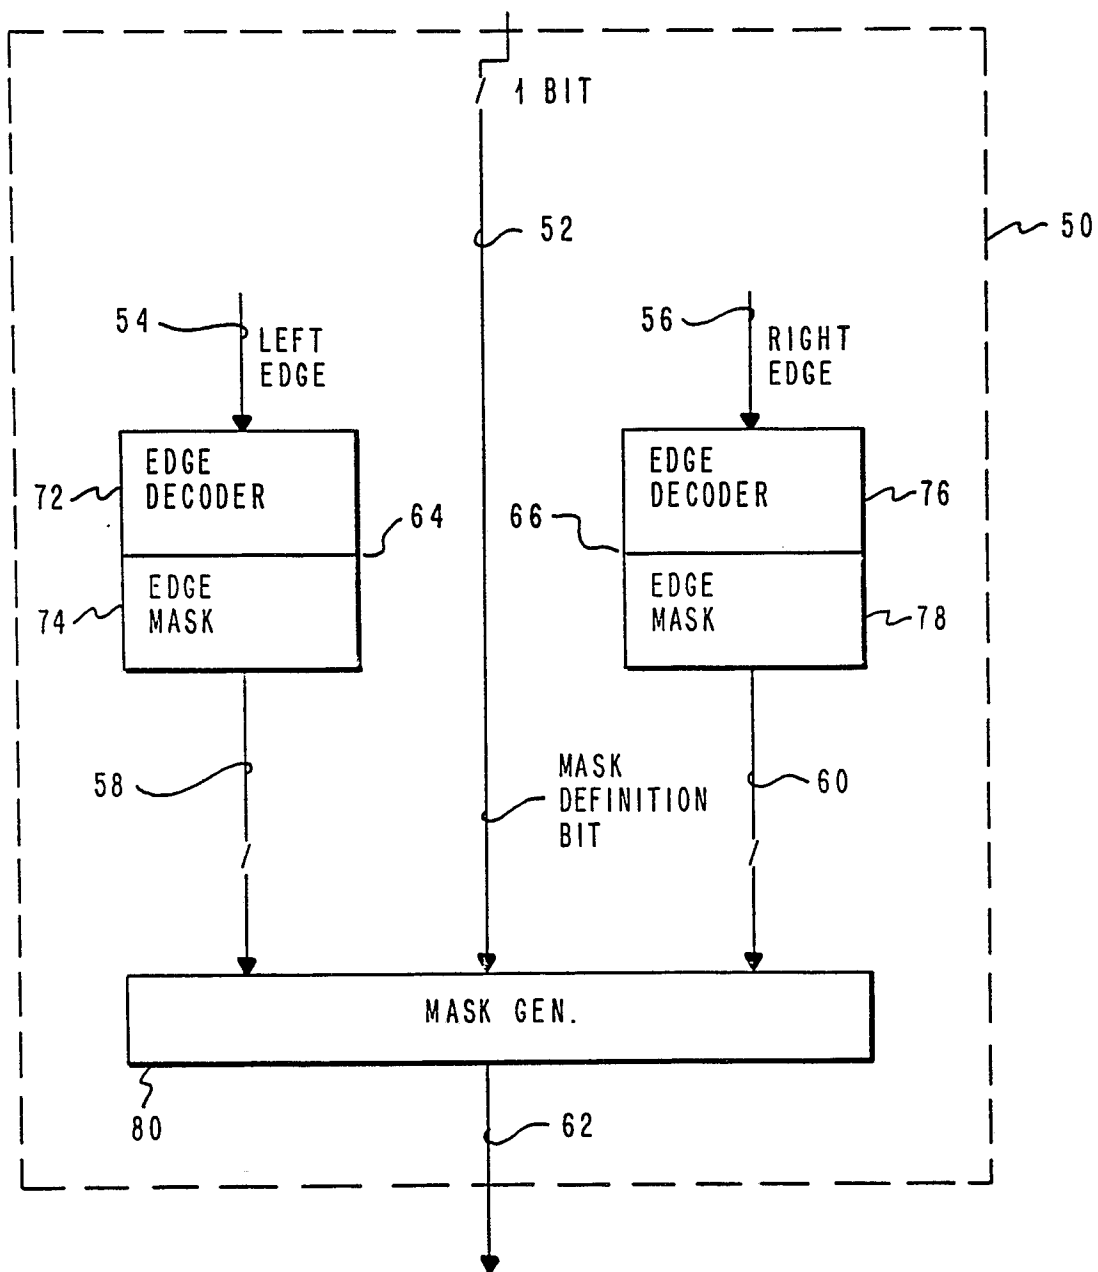 1 BIT
52
50
54
LEFT
EDGE
56
RIGHT
EDGE
EDGE
DECODER
72
64
EDGE
MASK
74
EDGE
DECODER
76
66
EDGE
MASK
78
58
MASK
DEFINITION
BIT
60
MASK GEN.
80
62